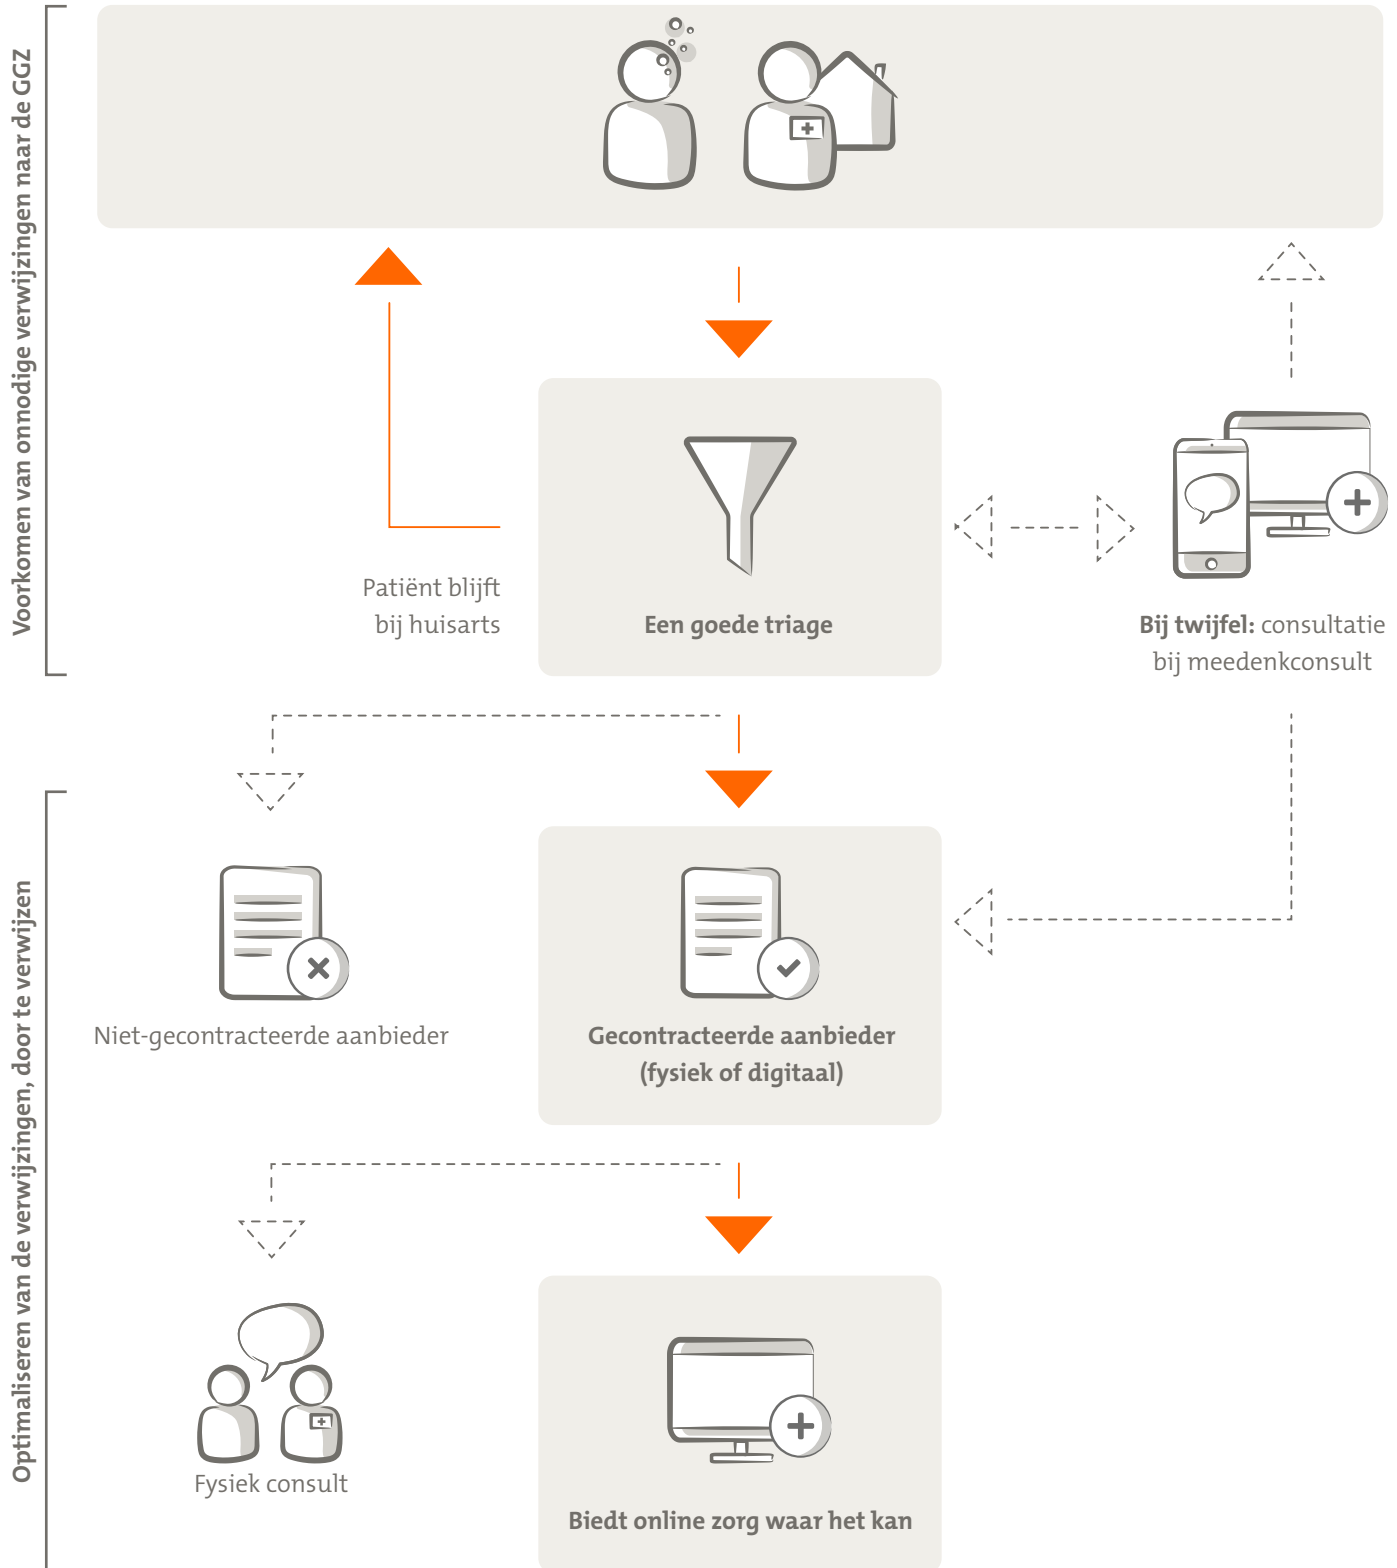 Voorkomen van onnodige verwijzingen naar de GGZ
Patiënt blijft
bij huisarts
Een goede triage
Bij twijfel: consultatie
bij meedenkconsult
Optimaliseren van de verwijzingen, door te verwijzen
Niet-gecontracteerde aanbieder
Gecontracteerde aanbieder
(fysiek of digitaal)
Fysiek consult
Biedt online zorg waar het kan